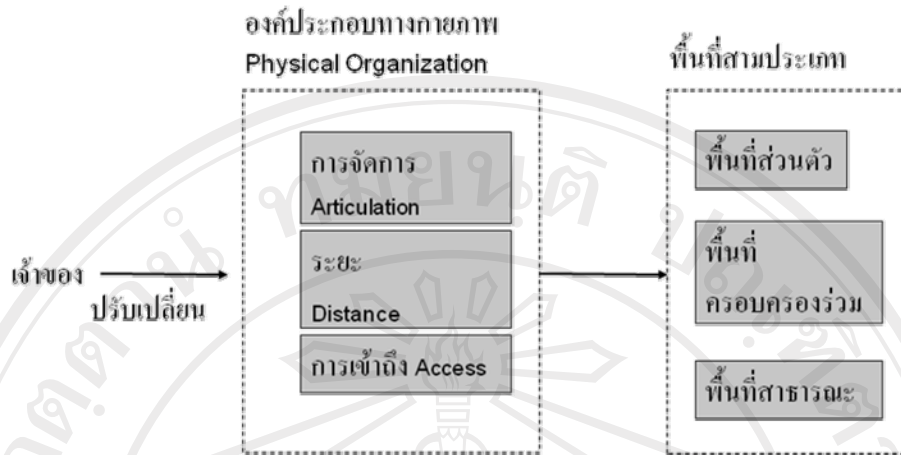 องค์ประกอบทางกายภาพ
Physical Organization
พื้นที่สามประเภท
การจัดการ
Articulation
ระยะ
Distance
การเข้าถึง Access
เจ้าของ
ปรับเปลี่ยน
พื้นที่ส่วนตัว
พื้นที่
ครอบครองร่วม
พื้นที่สาธารณะ